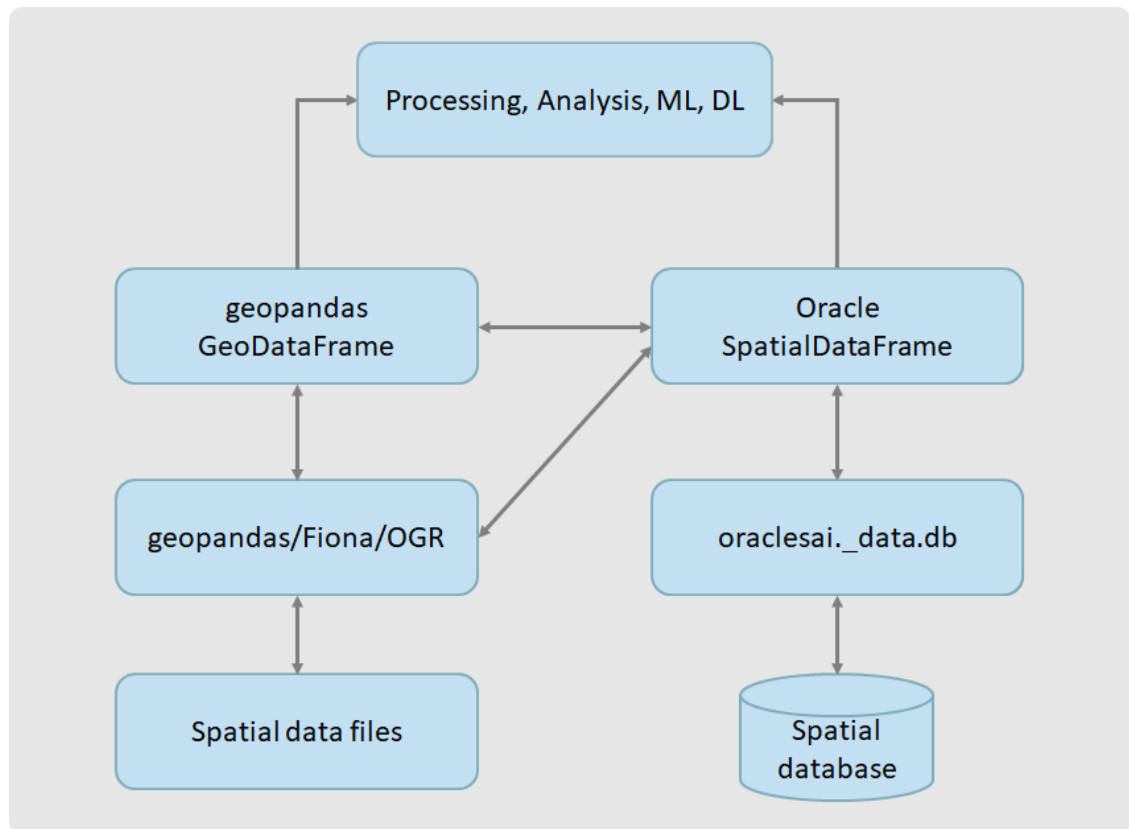 Processing, Analysis, ML, DL
geopandas
GeoDataFrame
Oracle
SpatialDataFrame
geopandas/Fiona/OGR
oraclesai._data.db
Spatial data files
Spatial
database